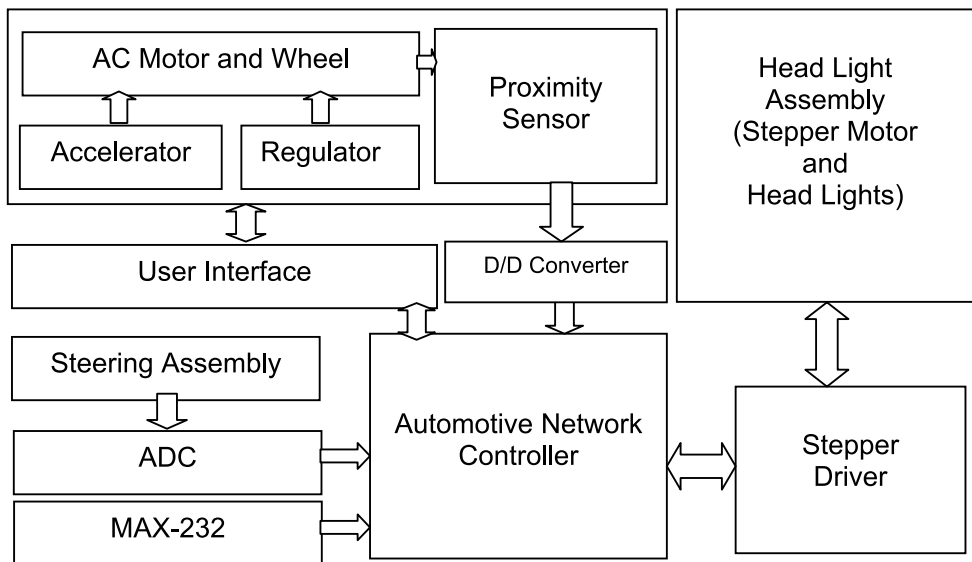 AC Motor and Wheel
Proximity
Sensor
Accelerator
Regulator
Head Light
Assembly
(Stepper Motor
and
Head Lights)
User Interface
D/D Converter
Steering Assembly
ADC
MAX-232
Automotive Network
Controller
Stepper
Driver